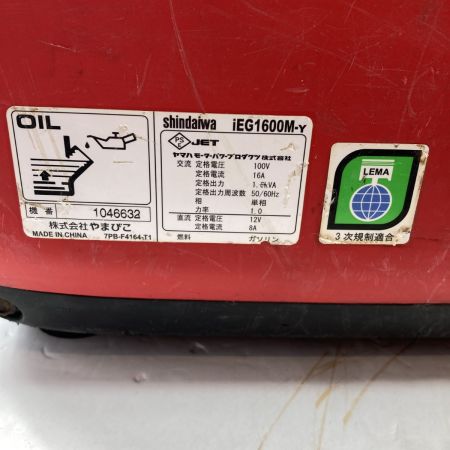 OIL
機 番 1046632
株式会社やまびこ
MADE IN CHINA 7PB-F4164-T1
shindaiwa iEG1600M-Y
PS E JET
ヤマハモーターパワープロダクツ株式会社
交流 定格電圧 100V
定格電流 16A
定格出力 1.6kVA
定格出力周波数 50/60Hz
相 単相
力率 1.0
直流 定格電圧 12V
定格電流 8A
燃料 ガソリン
LEMA
3次規制適合